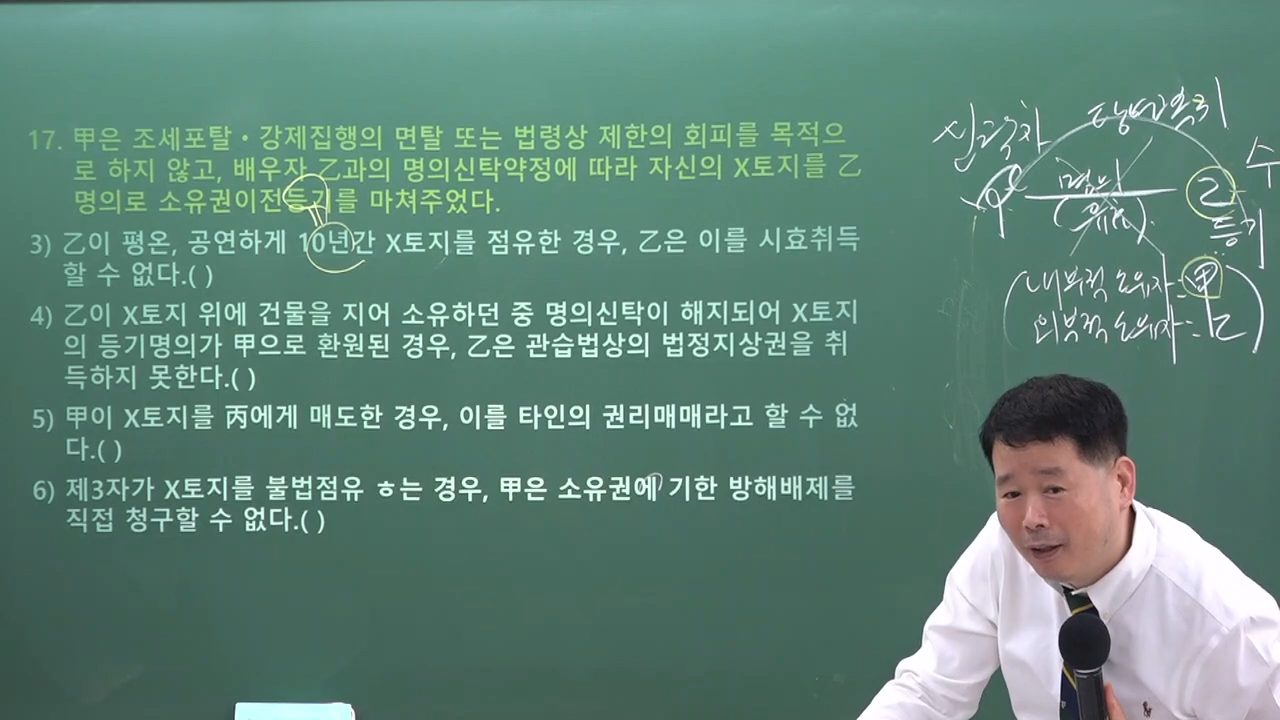 17. 甲은 조세포탈・강제집행의 면탈 또는 법령상 제한의 회피를 목적으
로 하지 않고, 배우자 乙과의 명의신탁약정에 따라 자신의 X토지를 乙
명의로 소유권이전등기를 마쳐주었다.
3) 乙이 평온, 공연하게 10년간 X토지를 점유한 경우, 乙은 이를 시효취득
할 수 없다.( )
4) 乙이 X토지 위에 건물을 지어 소유하던 중 명의신탁이 해지되어 X토지
의 등기명의가 甲으로 환원된 경우, 乙은 관습법상의 법정지상권을 취
득하지 못한다.( )
5) 甲이 X토지를 丙에게 매도한 경우, 이를 타인의 권리매매라고 할 수 없
다.( )
6) 제3자가 X토지를 불법점유 ㅎ는 경우, 甲은 소유권에 기한 방해배제를
직접 청구할 수 없다.( )
수
甲 명의 乙
(유효) 등기
(내부적 소유자=甲
외부적 소유자=乙)